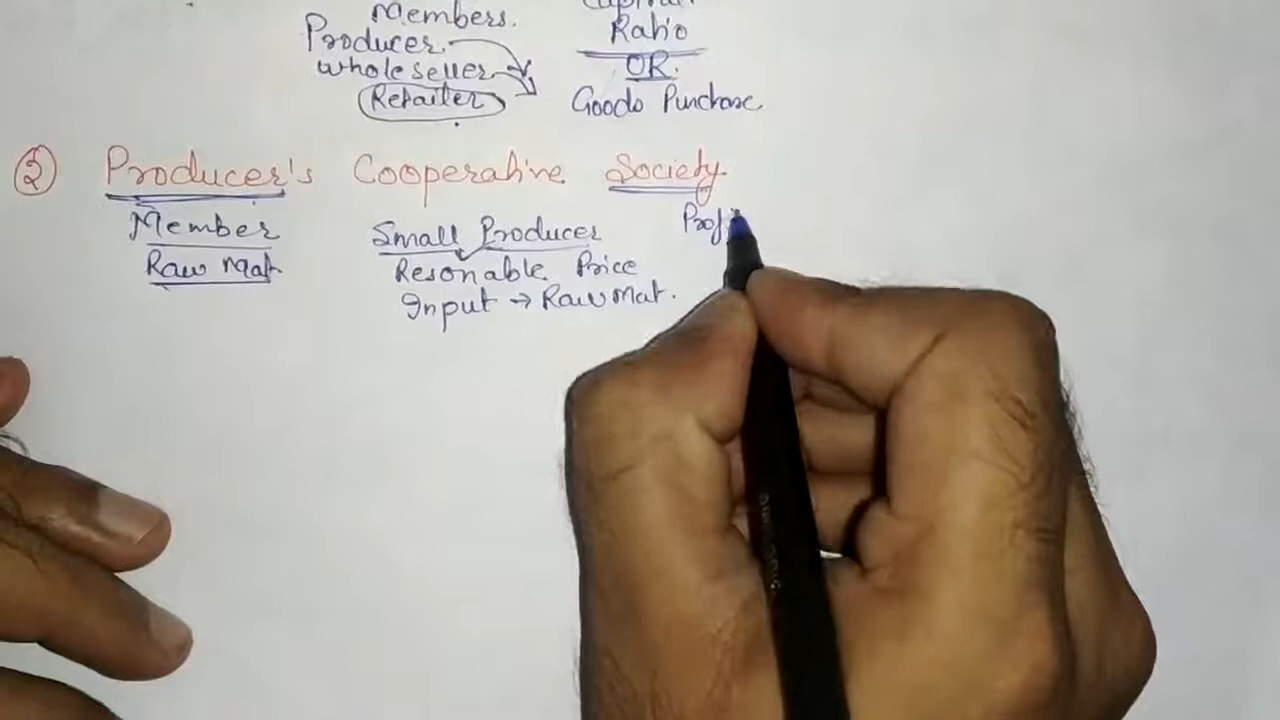 Members.
Producer.
wholeseller
Retailer
Ratio
OR.
Goods Purchase
② Producer's Cooperative Society.
Member
Raw Mat
Small Producer
Resonable Price
Input → Raw Mat.